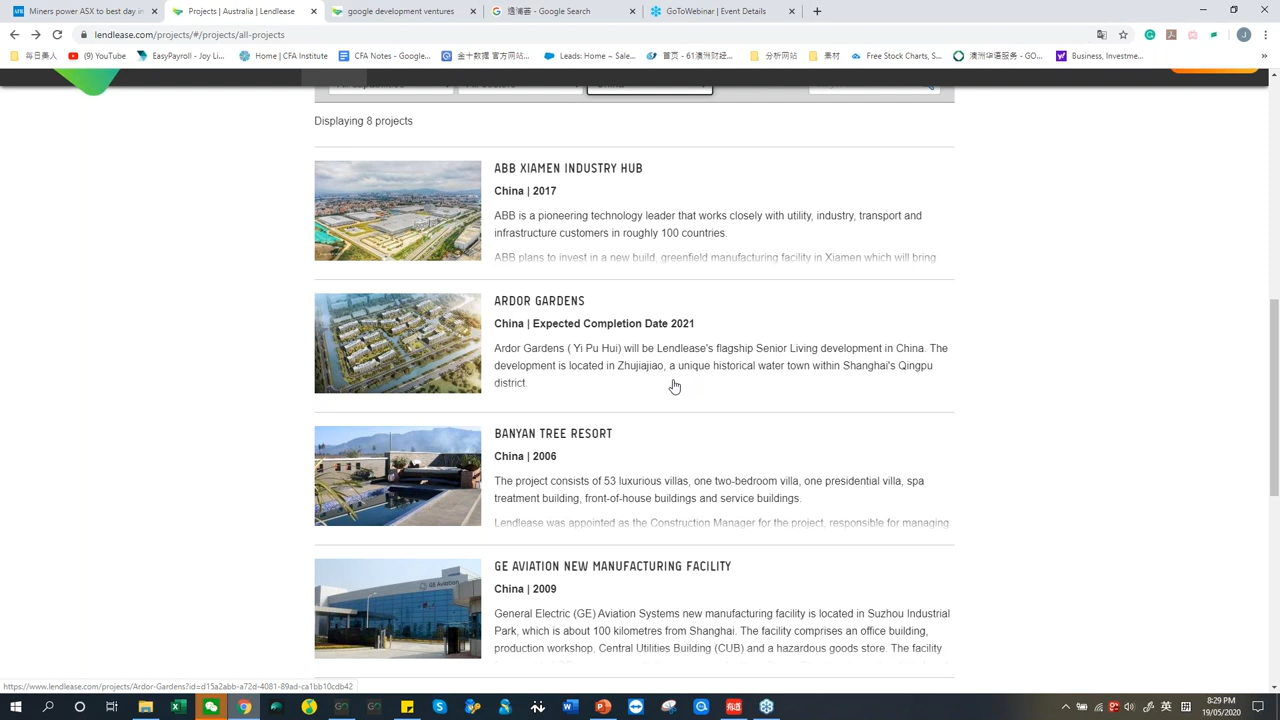 Miners power ASX to best day in
Projects | Australia | Lendlease
google development ventures
谷歌 - Google Search
GoToWebinar | Event Details
lendlease.com/projects/#/projects/all-projects
每日美人
(9) YouTube
EasyPayroll - Joy Li...
Home | CFA Institute
CFA Notes - Google...
金十数据 官方网站...
Leads: Home ~ Sale...
首页 - 61澳洲财经...
分析网站
素材
Free Stock Charts, S...
澳洲华语服务 - GO...
Business, Investme...
Displaying 8 projects
ABB XIAMEN INDUSTRY HUB
China | 2017
ABB is a pioneering technology leader that works closely with utility, industry, transport and
infrastructure customers in roughly 100 countries.
ABB plans to invest in a new build, greenfield manufacturing facility in Xiamen which will bring
ARDOR GARDENS
China | Expected Completion Date 2021
Ardor Gardens ( Yi Pu Hui) will be Lendlease's flagship Senior Living development in China. The
development is located in Zhujiajiao, a unique historical water town within Shanghai's Qingpu
district.
BANYAN TREE RESORT
China | 2006
The project consists of 53 luxurious villas, one two-bedroom villa, one presidential villa, spa
treatment building, front-of-house buildings and service buildings.
Lendlease was appointed as the Construction Manager for the project, responsible for managing
GE AVIATION NEW MANUFACTURING FACILITY
China | 2009
General Electric (GE) Aviation Systems new manufacturing facility is located in Suzhou Industrial
Park, which is about 100 kilometres from Shanghai. The facility comprises an office building,
production workshop, Central Utilities Building (CUB) and a hazardous goods store. The facility
GE Aviation
https://www.lendlease.com/projects/Ardor-Gardens?id=d15a2abb-a72d-4081-89ad-ca1bb10cdb42
英
8:29 PM
19/05/2020